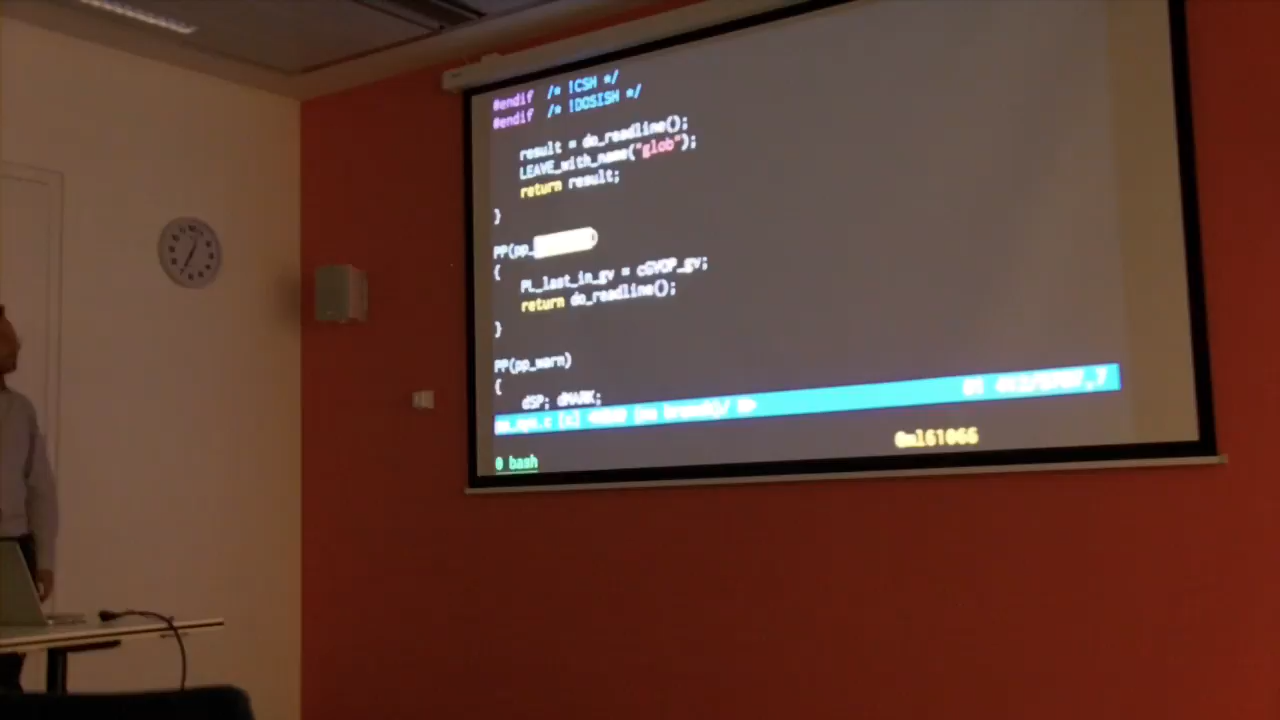 #endif /* !CSH */
#endif /* !DOSISH */
result = do_readline();
LEAVE_with_name("glob");
return result;
}
PP(pp_
{
PL_last_in_gv = cGVOP_gv;
return do_readline();
}
PP(pp_warn)
{
dSP; dMARK;
pp_sys.c [c]
0 bash